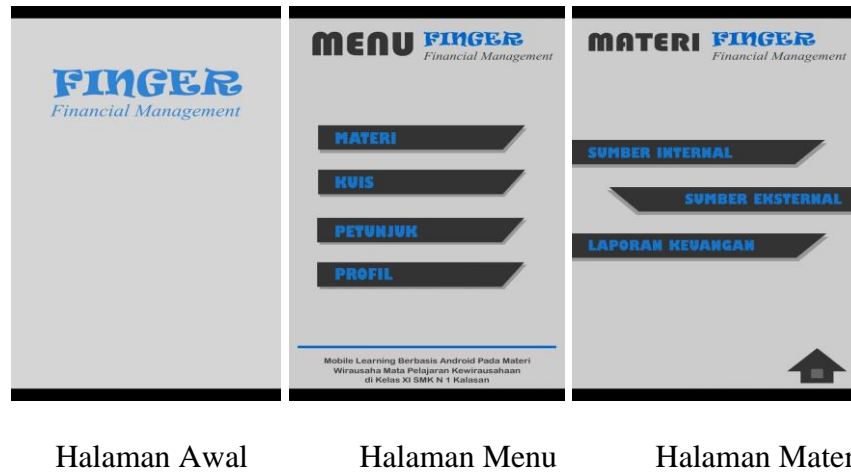 FINGER
Financial Management
MENU FINGER
Financial Management
MATERI
KUIS
PETUNJUK
PROFIL
Mobile Learning Berbasis Android Pada Materi
Wirausaha Mata Pelajaran Kewirausahaan
di Kelas XI SMK N 1 Kalasan
MATERI FINGER
Financial Management
SUMBER INTERNAL
SUMBER EKSTERNAL
LAPORAN KEUANGAN
Halaman Awal
Halaman Menu
Halaman Mater